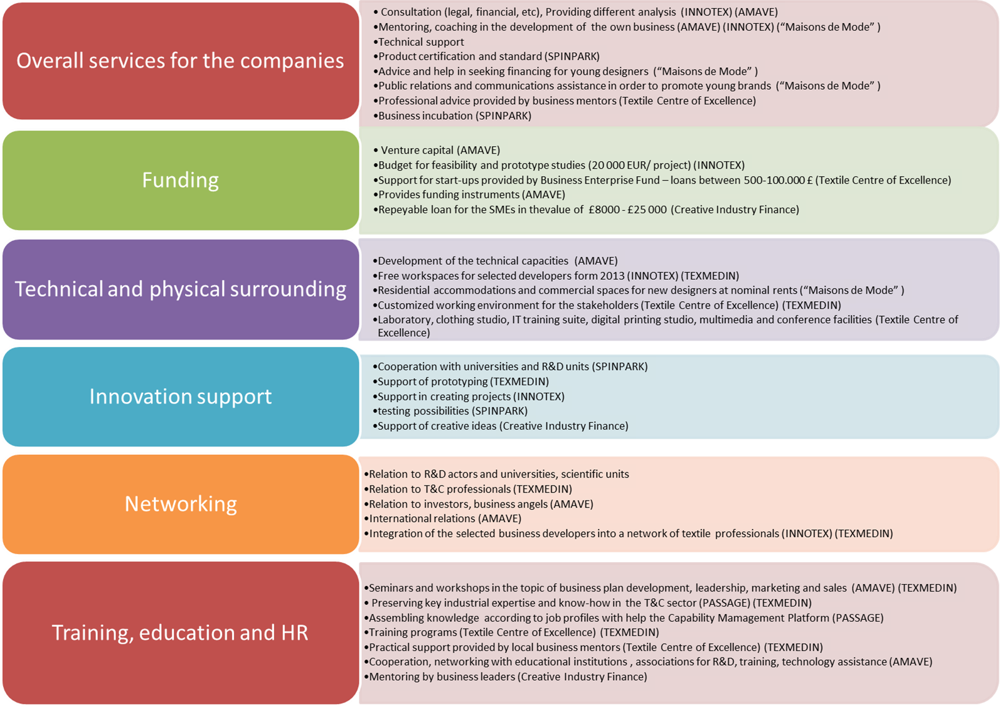 Overall services for the companies
• Consultation (legal, financial, etc), Providing different analysis (INNOTEX) (AMAVE)
•Mentoring, coaching in the development of the own business (AMAVE) (INNOTEX) (“Maisons de Mode” )
•Technical support
•Product certification and standard (SPINPARK)
•Advice and help in seeking financing for young designers (“Maisons de Mode” )
•Public relations and communications assistance in order to promote young brands (“Maisons de Mode” )
•Professional advice provided by business mentors (Textile Centre of Excellence)
•Business incubation (SPINPARK)
Funding
• Venture capital (AMAVE)
•Budget for feasibility and prototype studies (20 000 EUR/ project) (INNOTEX)
•Support for start-ups provided by Business Enterprise Fund – loans between 500-100.000 £ (Textile Centre of Excellence)
•Provides funding instruments (AMAVE)
•Repeyable loan for the SMEs in thevalue of £8000 - £25 000 (Creative Industry Finance)
Technical and physical surrounding
•Development of the technical capacities (AMAVE)
•Free workspaces for selected developers form 2013 (INNOTEX) (TEXMEDIN)
•Residential accommodations and commercial spaces for new designers at nominal rents (“Maisons de Mode” )
•Customized working environment for the stakeholders (Textile Centre of Excellence) (TEXMEDIN)
•Laboratory, clothing studio, IT training suite, digital printing studio, multimedia and conference facilities (Textile Centre of
Excellence)
Innovation support
•Cooperation with universities and R&D units (SPINPARK)
•Support of prototyping (TEXMEDIN)
•Support in creating projects (INNOTEX)
•testing possibilities (SPINPARK)
•Support of creative ideas (Creative Industry Finance)
Networking
•Relation to R&D actors and universities, scientific units
•Relation to T&C professionals (TEXMEDIN)
•Relation to investors, business angels (AMAVE)
•International relations (AMAVE)
•Integration of the selected business developers into a network of textile professionals (INNOTEX) (TEXMEDIN)
Training, education and HR
•Seminars and workshops in the topic of business plan development, leadership, marketing and sales (AMAVE) (TEXMEDIN)
• Preserving key industrial expertise and know-how in the T&C sector (PASSAGE) (TEXMEDIN)
•Assembling knowledge according to job profiles with help the Capability Mamagement Platform (PASSAGE)
•Training programs (Textile Centre of Excellence) (TEXMEDIN)
•Practical support provided by local business mentors (Textile Centre of Excellence) (TEXMEDIN)
•Cooperation, networking with educational institutions , associations for R&D, training, technology assistance (AMAVE)
•Mentoring by business leaders (Creative Industry Finance)